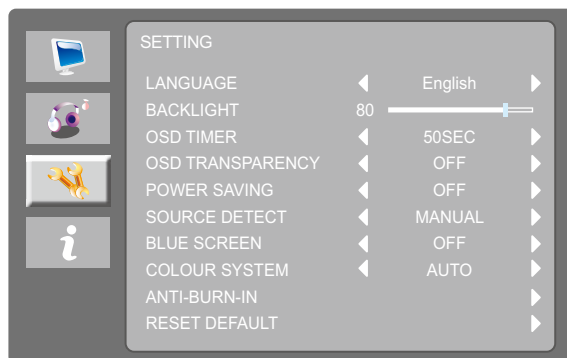 SETTING
LANGUAGE English
BACKLIGHT 80
OSD TIMER 50SEC
OSD TRANSPARENCY OFF
POWER SAVING OFF
SOURCE DETECT MANUAL
BLUE SCREEN OFF
COLOUR SYSTEM AUTO
ANTI-BURN-IN
RESET DEFAULT
i